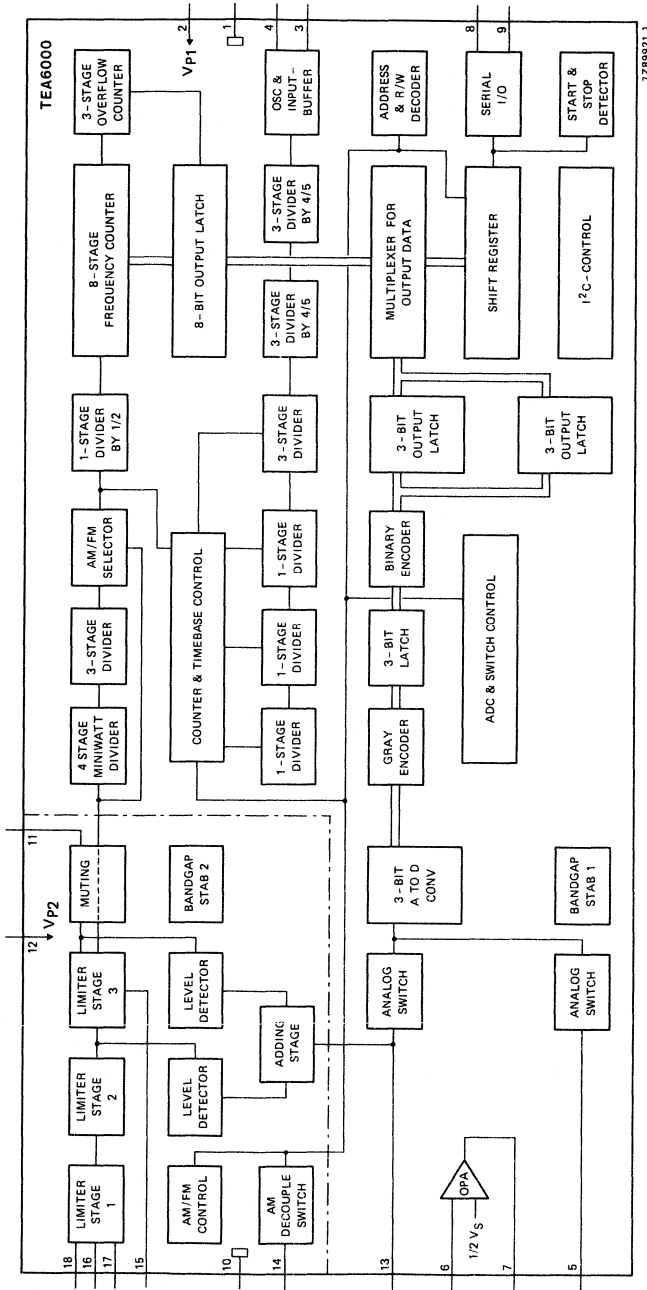 TEA6000
2
VP1
1
4
3
8
9
7Z89921.1
3-STAGE
OVERFLOW
COUNTER
OSC &
INPUT-
BUFFER
ADDRESS
& R/W
DECODER
SERIAL
I/O
START &
STOP
DETECTOR
8-STAGE
FREQUENCY COUNTER
8-BIT OUTPUT LATCH
3-STAGE
DIVIDER
BY 4/5
3-STAGE
DIVIDER
BY 4/5
MULTIPLEXER FOR
OUTPUT DATA
SHIFT REGISTER
I²C-CONTROL
1-STAGE
DIVIDER
BY 1/2
AM/FM
SELECTOR
3-STAGE
DIVIDER
4 STAGE
MINIWATT
DIVIDER
COUNTER & TIMEBASE CONTROL
3-STAGE
DIVIDER
1-STAGE
DIVIDER
1-STAGE
DIVIDER
1-STAGE
DIVIDER
3-BIT
OUTPUT
LATCH
3-BIT
OUTPUT
LATCH
BINARY
ENCODER
3-BIT
LATCH
GRAY
ENCODER
ADC & SWITCH CONTROL
11
12
VP2
MUTING
BANDGAP
STAB 2
3-BIT
A TO D
CONV
BANDGAP
STAB 1
LIMITER
STAGE
3
LEVEL
DETECTOR
ADDING
STAGE
ANALOG
SWITCH
ANALOG
SWITCH
LIMITER
STAGE
2
LEVEL
DETECTOR
LIMITER
STAGE
1
AM/FM
CONTROL
AM
DECOUPLE
SWITCH
OPA
1/2 VS
18
16
17
15
10
14
13
6
7
5